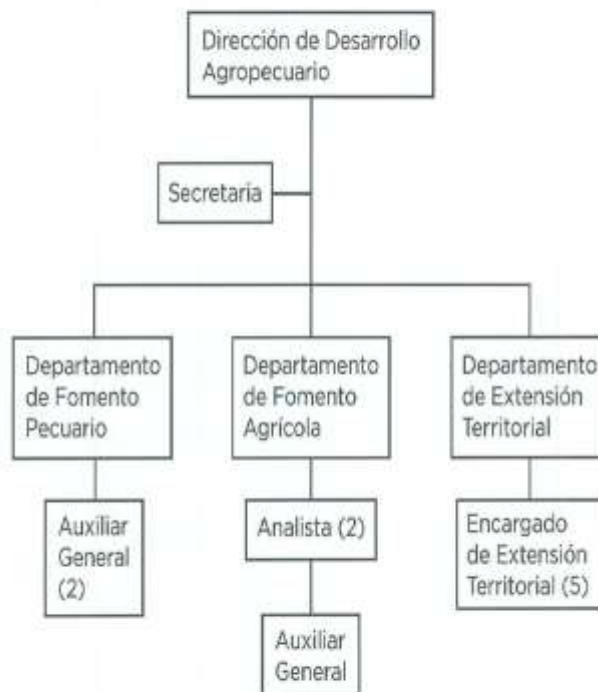 Dirección de Desarrollo
Agropecuario
Secretaria
Departamento
de Fomento
Pecuario
Departamento
de Fomento
Agrícola
Departamento
de Extensión
Territorial
Auxiliar
General
(2)
Analista (2)
Encargado
de Extensión
Territorial (5)
Auxiliar
General